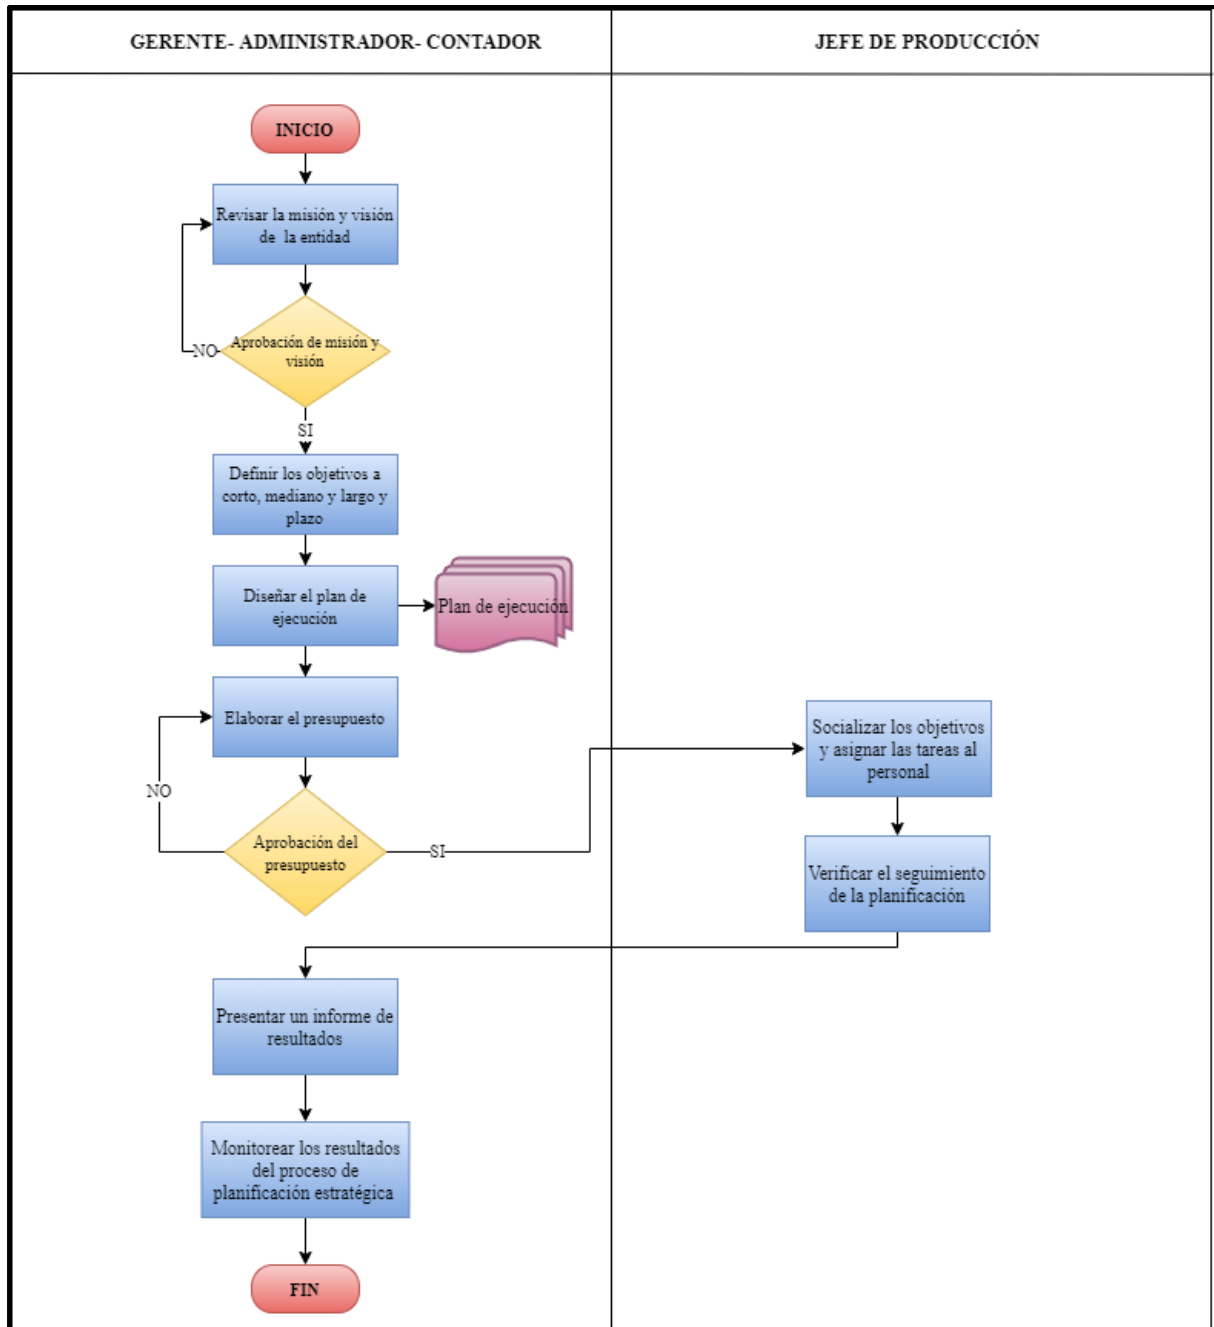 GERENTE- ADMINISTRADOR- CONTADOR
JEFE DE PRODUCCIÓN
INICIO
Revisar la misión y visión
de la entidad
Aprobación de misión y
visión
NO
SI
Definir los objetivos a
corto, mediano y largo y
plazo
Diseñar el plan de
ejecución
Plan de ejecución
Elaborar el presupuesto
NO
Aprobación del
presupuesto
SI
Socializar los objetivos
y asignar las tareas al
personal
Verificar el seguimiento
de la planificación
Presentar un informe de
resultados
Monitorear los resultados
del proceso de
planificación estratégica
FIN